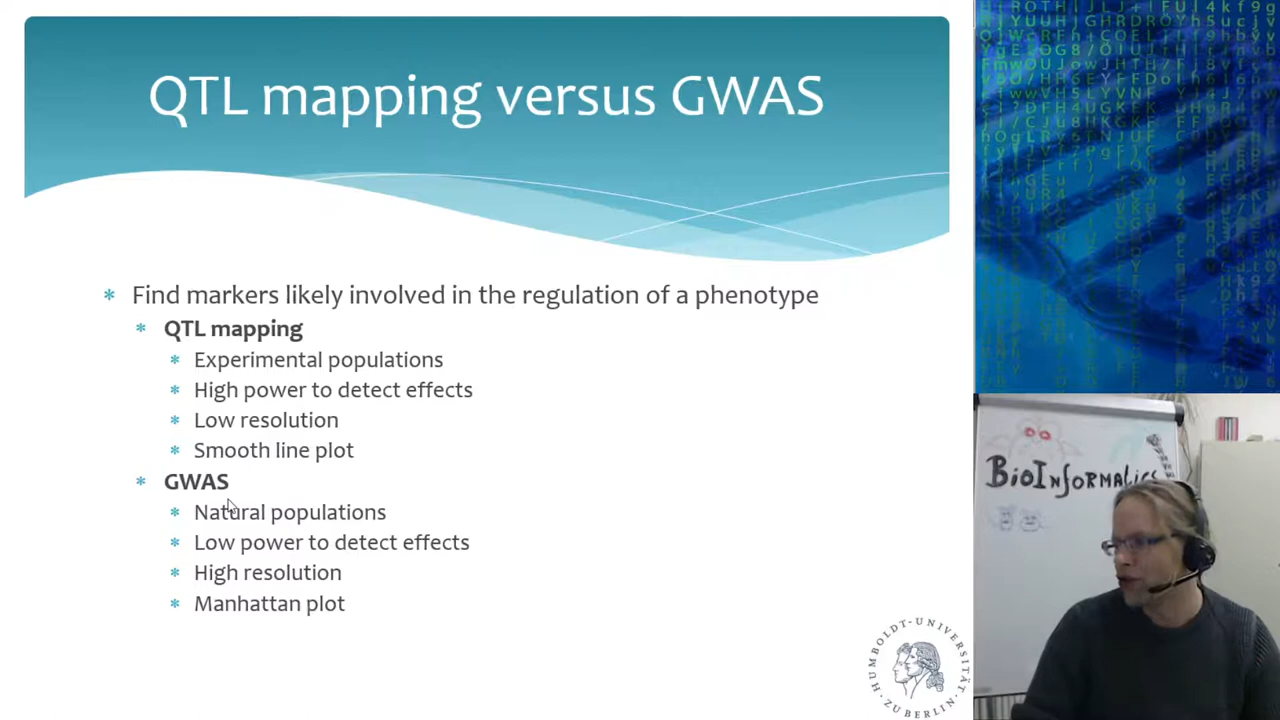 QTL mapping versus GWAS
Find markers likely involved in the regulation of a phenotype
QTL mapping
Experimental populations
High power to detect effects
Low resolution
Smooth line plot
GWAS
Natural populations
Low power to detect effects
High resolution
Manhattan plot
BioInformatics
HUMBOLDT-UNIVERSITÄT
ZU BERLIN